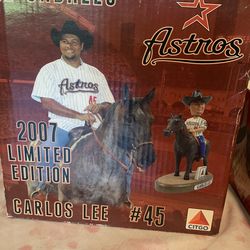 Astros
Astros
45
2007
LIMITED
EDITION
CARLOS LEE #45
CITGO